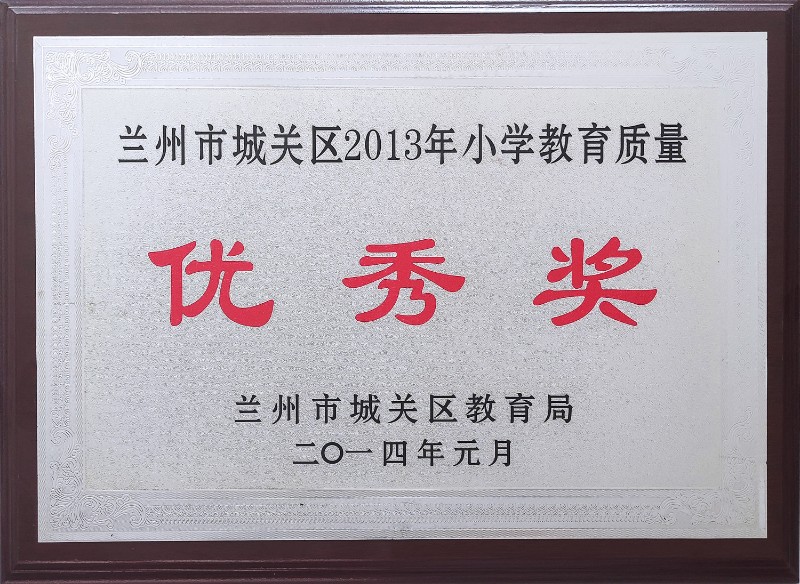 兰州市城关区2013年小学教育质量
优秀奖
兰州市城关区教育局
二〇一四年元月